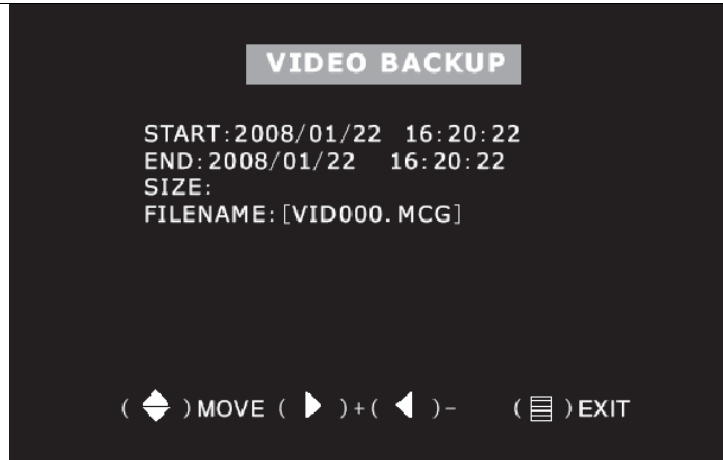 VIDEO BACKUP
START:2008/01/22 16:20:22
END:2008/01/22 16:20:22
SIZE:
FILENAME:[VID000.MCG]
( )MOVE ( )+( )- ( )EXIT